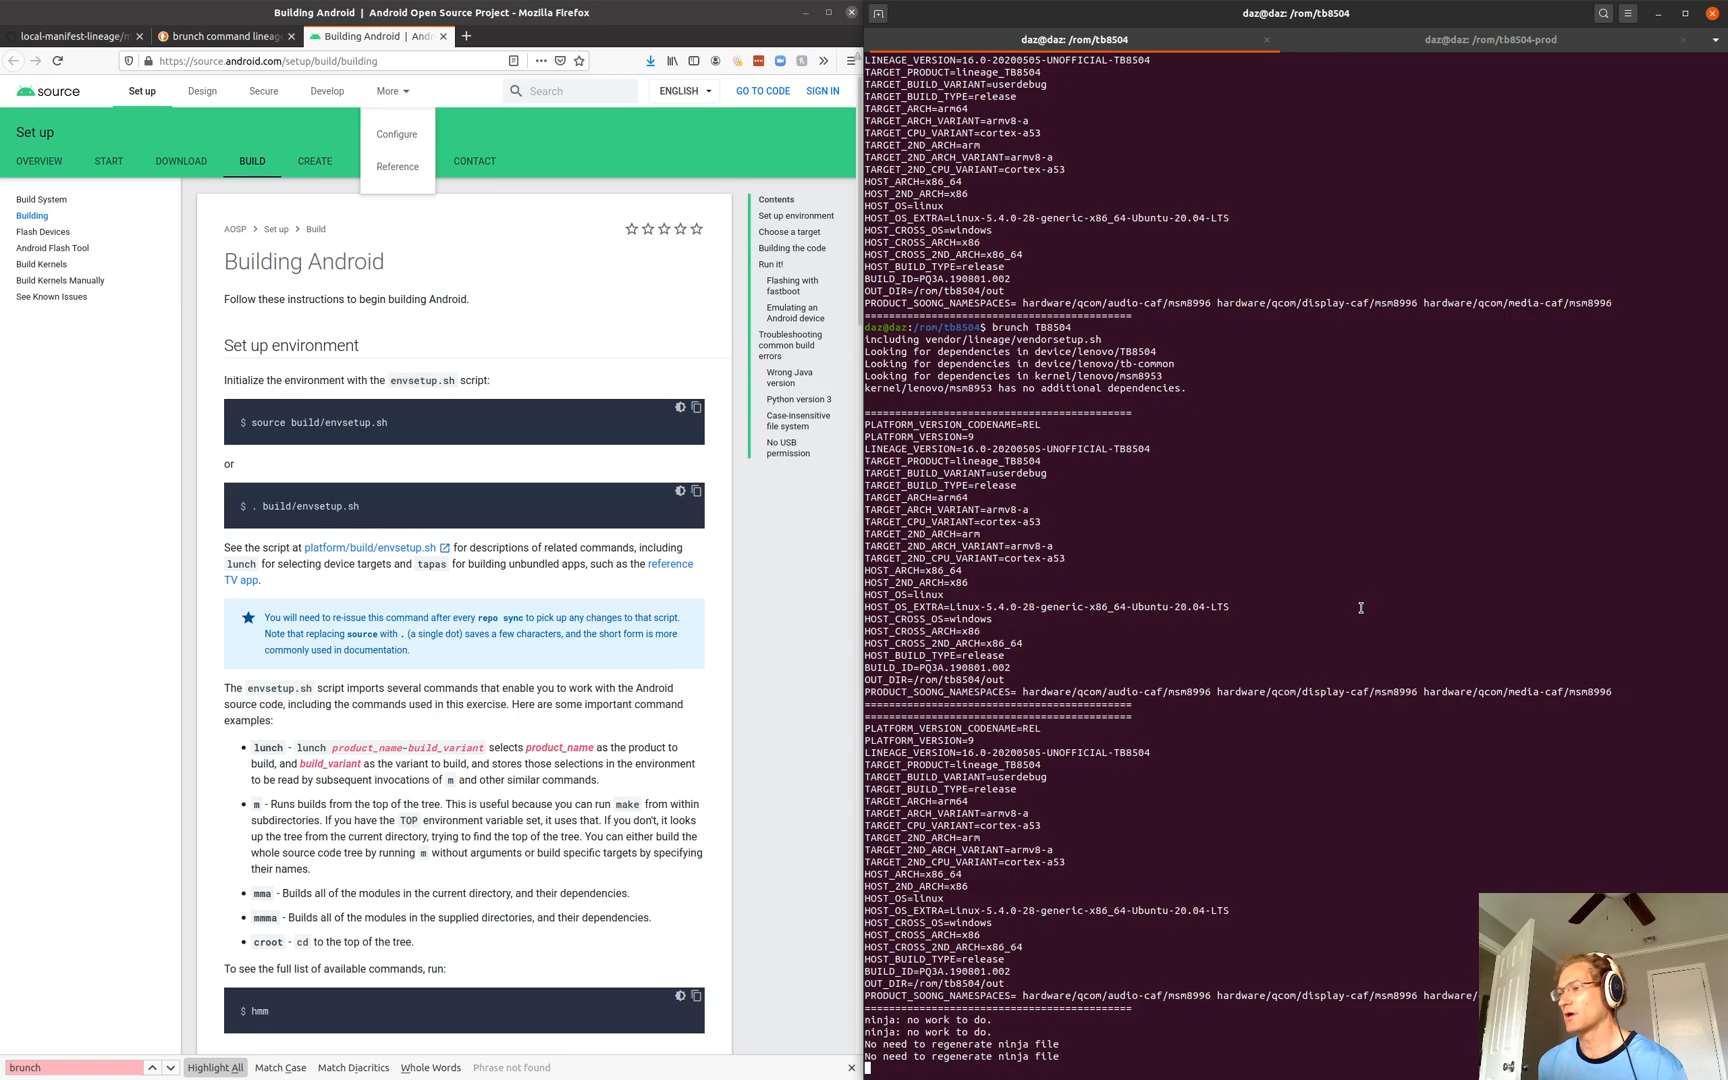 Building Android | Android Open Source Project - Mozilla Firefox
local-manifest-lineage/m
brunch command lineag
Building Android | Andr
https://source.android.com/setup/build/building
source
Set up
Design
Secure
Develop
More
Search
ENGLISH
GO TO CODE
SIGN IN
Set up
Configure
Reference
OVERVIEW
START
DOWNLOAD
BUILD
CREATE
CONTACT
Build System
Building
Flash Devices
Android Flash Tool
Build Kernels
Build Kernels Manually
See Known Issues
AOSP > Set up > Build
Building Android
Follow these instructions to begin building Android.
Set up environment
Initialize the environment with the envsetup.sh script:
$ source build/envsetup.sh
or
$ . build/envsetup.sh
See the script at platform/build/envsetup.sh for descriptions of related commands, including
lunch for selecting device targets and tapas for building unbundled apps, such as the reference
TV app.
You will need to re-issue this command after every repo sync to pick up any changes to that script.
Note that replacing source with . (a single dot) saves a few characters, and the short form is more
commonly used in documentation.
The envsetup.sh script imports several commands that enable you to work with the Android
source code, including the commands used in this exercise. Here are some important command
examples:
• lunch - lunch product_name-build_variant selects product_name as the product to
build, and build_variant as the variant to build, and stores those selections in the environment
to be read by subsequent invocations of m and other similar commands.
• m - Runs builds from the top of the tree. This is useful because you can run make from within
subdirectories. If you have the TOP environment variable set, it uses that. If you don't, it looks
up the tree from the current directory, trying to find the top of the tree. You can either build the
whole source code tree by running m without arguments or build specific targets by specifying
their names.
• mma - Builds all of the modules in the current directory, and their dependencies.
• mmma - Builds all of the modules in the supplied directories, and their dependencies.
• croot - cd to the top of the tree.
To see the full list of available commands, run:
$ hmm
Contents
Set up environment
Choose a target
Building the code
Run it!
Flashing with
fastboot
Emulating an
Android device
Troubleshooting
common build
errors
Wrong Java
version
Python version 3
Case-insensitive
file system
No USB
permission
brunch
Highlight All
Match Case
Match Diacritics
Whole Words
Phrase not found
daz@daz: /rom/tb8504
daz@daz: /rom/tb8504
daz@daz: /rom/tb8504-prod
LINEAGE_VERSION=16.0-20200505-UNOFFICIAL-TB8504
TARGET_PRODUCT=lineage_TB8504
TARGET_BUILD_VARIANT=userdebug
TARGET_BUILD_TYPE=release
TARGET_ARCH=arm64
TARGET_ARCH_VARIANT=armv8-a
TARGET_CPU_VARIANT=cortex-a53
TARGET_2ND_ARCH=arm
TARGET_2ND_ARCH_VARIANT=armv8-a
TARGET_2ND_CPU_VARIANT=cortex-a53
HOST_ARCH=x86_64
HOST_2ND_ARCH=x86
HOST_OS=linux
HOST_OS_EXTRA=Linux-5.4.0-28-generic-x86_64-Ubuntu-20.04-LTS
HOST_CROSS_OS=windows
HOST_CROSS_ARCH=x86
HOST_CROSS_2ND_ARCH=x86_64
HOST_BUILD_TYPE=release
BUILD_ID=PQ3A.190801.002
OUT_DIR=/rom/tb8504/out
PRODUCT_SOONG_NAMESPACES= hardware/qcom/audio-caf/msm8996 hardware/qcom/display-caf/msm8996 hardware/qcom/media-caf/msm8996
============================================
daz@daz:/rom/tb8504$ brunch TB8504
including vendor/lineage/vendorsetup.sh
Looking for dependencies in device/lenovo/TB8504
Looking for dependencies in device/lenovo/tb-common
Looking for dependencies in kernel/lenovo/msm8953
kernel/lenovo/msm8953 has no additional dependencies.
============================================
PLATFORM_VERSION_CODENAME=REL
PLATFORM_VERSION=9
LINEAGE_VERSION=16.0-20200505-UNOFFICIAL-TB8504
TARGET_PRODUCT=lineage_TB8504
TARGET_BUILD_VARIANT=userdebug
TARGET_BUILD_TYPE=release
TARGET_ARCH=arm64
TARGET_ARCH_VARIANT=armv8-a
TARGET_CPU_VARIANT=cortex-a53
TARGET_2ND_ARCH=arm
TARGET_2ND_ARCH_VARIANT=armv8-a
TARGET_2ND_CPU_VARIANT=cortex-a53
HOST_ARCH=x86_64
HOST_2ND_ARCH=x86
HOST_OS=linux
HOST_OS_EXTRA=Linux-5.4.0-28-generic-x86_64-Ubuntu-20.04-LTS
HOST_CROSS_OS=windows
HOST_CROSS_ARCH=x86
HOST_CROSS_2ND_ARCH=x86_64
HOST_BUILD_TYPE=release
BUILD_ID=PQ3A.190801.002
OUT_DIR=/rom/tb8504/out
PRODUCT_SOONG_NAMESPACES= hardware/qcom/audio-caf/msm8996 hardware/qcom/display-caf/msm8996 hardware/qcom/media-caf/msm8996
============================================
============================================
PLATFORM_VERSION_CODENAME=REL
PLATFORM_VERSION=9
LINEAGE_VERSION=16.0-20200505-UNOFFICIAL-TB8504
TARGET_PRODUCT=lineage_TB8504
TARGET_BUILD_VARIANT=userdebug
TARGET_BUILD_TYPE=release
TARGET_ARCH=arm64
TARGET_ARCH_VARIANT=armv8-a
TARGET_CPU_VARIANT=cortex-a53
TARGET_2ND_ARCH=arm
TARGET_2ND_ARCH_VARIANT=armv8-a
TARGET_2ND_CPU_VARIANT=cortex-a53
HOST_ARCH=x86_64
HOST_2ND_ARCH=x86
HOST_OS=linux
HOST_OS_EXTRA=Linux-5.4.0-28-generic-x86_64-Ubuntu-20.04-LTS
HOST_CROSS_OS=windows
HOST_CROSS_ARCH=x86
HOST_CROSS_2ND_ARCH=x86_64
HOST_BUILD_TYPE=release
BUILD_ID=PQ3A.190801.002
OUT_DIR=/rom/tb8504/out
PRODUCT_SOONG_NAMESPACES= hardware/qcom/audio-caf/msm8996 hardware/qcom/display-caf/msm8996 hardware/
============================================
ninja: no work to do.
ninja: no work to do.
No need to regenerate ninja file
No need to regenerate ninja file